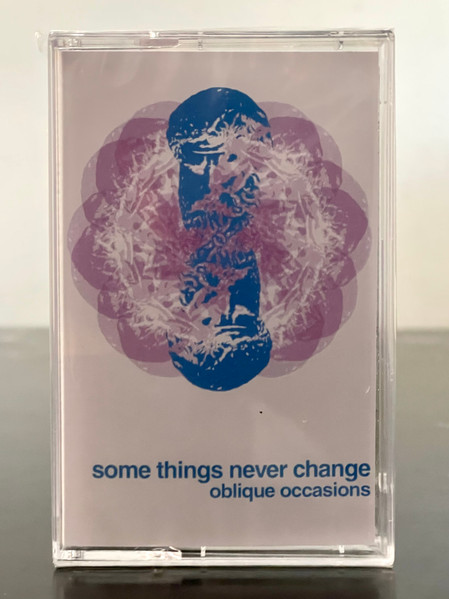 some things never change
oblique occasions